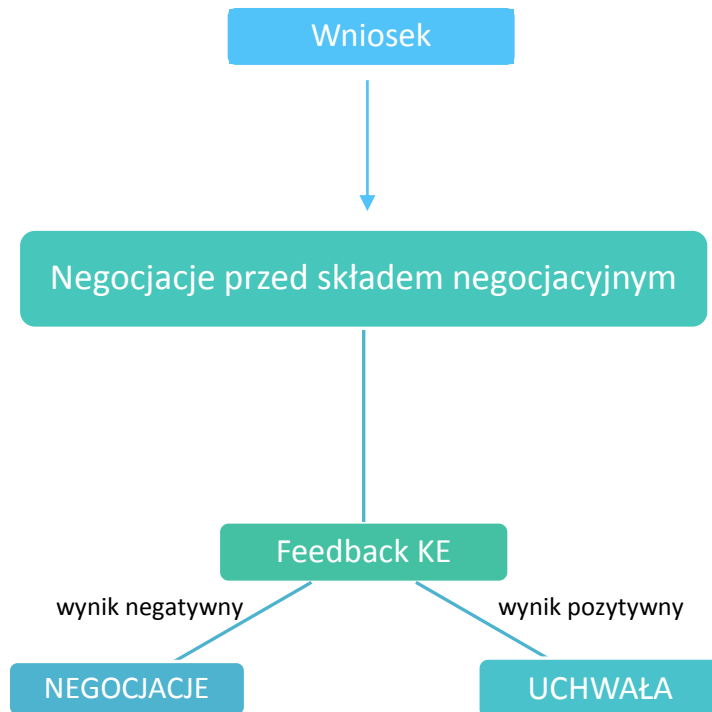 Wniosek
Negocjacje przed składem negocjacyjnym
Feedback KE
wynik negatywny
wynik pozytywny
NEGOCJACJE
UCHWAŁA